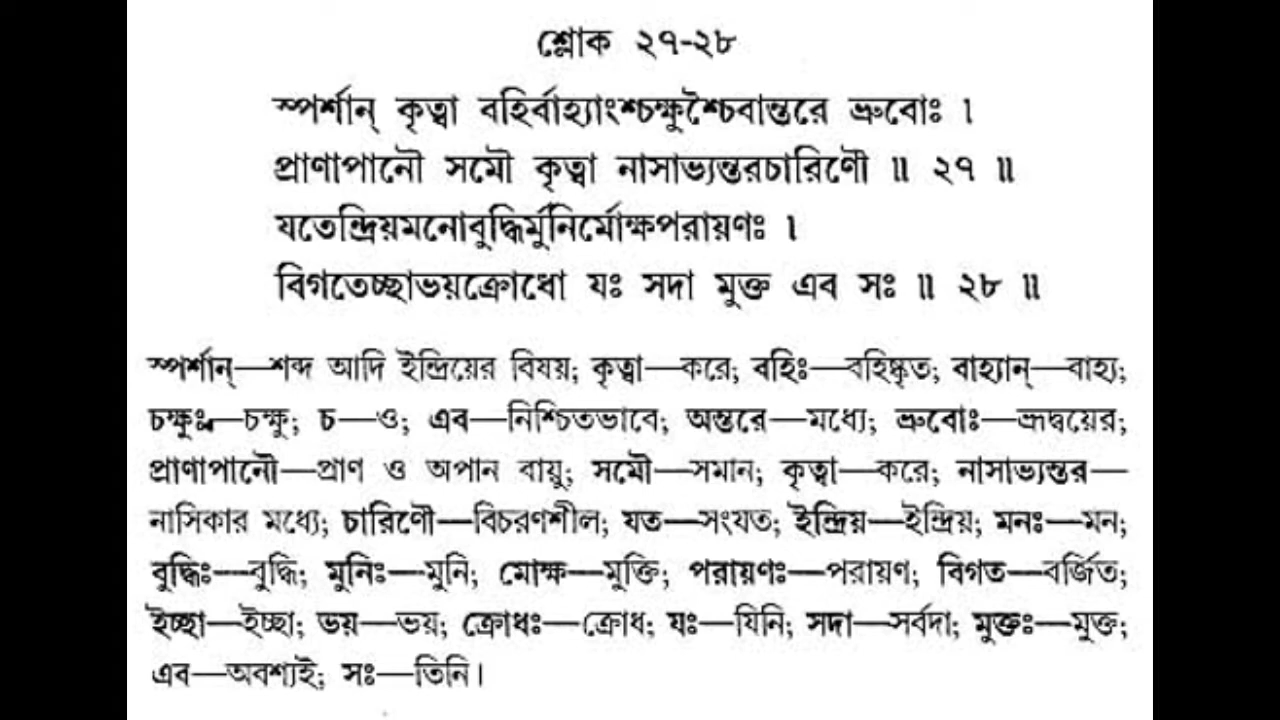 শ্লোক ২৭-২৮
স্পর্শান্ কৃত্বা বহির্বাহ্যাংশ্চক্ষুশ্চৈবান্তরে ভ্রুবোঃ ।
প্রাণাপানৌ সমৌ কৃত্বা নাসাভ্যন্তরচারিণৌ ॥ ২৭ ॥
যতেন্দ্রিয়মনোবুদ্ধির্মুনির্মোক্ষপরায়ণঃ ।
বিগতেচ্ছাভয়ক্রোধো যঃ সদা মুক্ত এব সঃ ॥ ২৮ ॥
স্পর্শান্—শব্দ আদি ইন্দ্রিয়ের বিষয়; কৃত্বা—করে; বহিঃ—বহিষ্কৃত; বাহ্যান্—বাহ্য;
চক্ষুঃ—চক্ষু; চ—ও; এব—নিশ্চিতভাবে; অন্তরে—মধ্যে; ভ্রুবোঃ—ভ্রূদ্বয়ের;
প্রাণাপানৌ—প্রাণ ও অপান বায়ু; সমৌ—সমান; কৃত্বা—করে; নাসাভ্যন্তর—
নাসিকার মধ্যে; চারিণৌ—বিচরণশীল; যত—সংযত; ইন্দ্রিয়—ইন্দ্রিয়; মনঃ—মন;
বুদ্ধিঃ—বুদ্ধি; মুনিঃ—মুনি; মোক্ষ—মুক্তি; পরায়ণঃ—পরায়ণ; বিগত—বর্জিত;
ইচ্ছা—ইচ্ছা; ভয়—ভয়; ক্রোধঃ—ক্রোধ; যঃ—যিনি; সদা—সর্বদা; মুক্তঃ—মুক্ত;
এব—অবশ্যই; সঃ—তিনি।